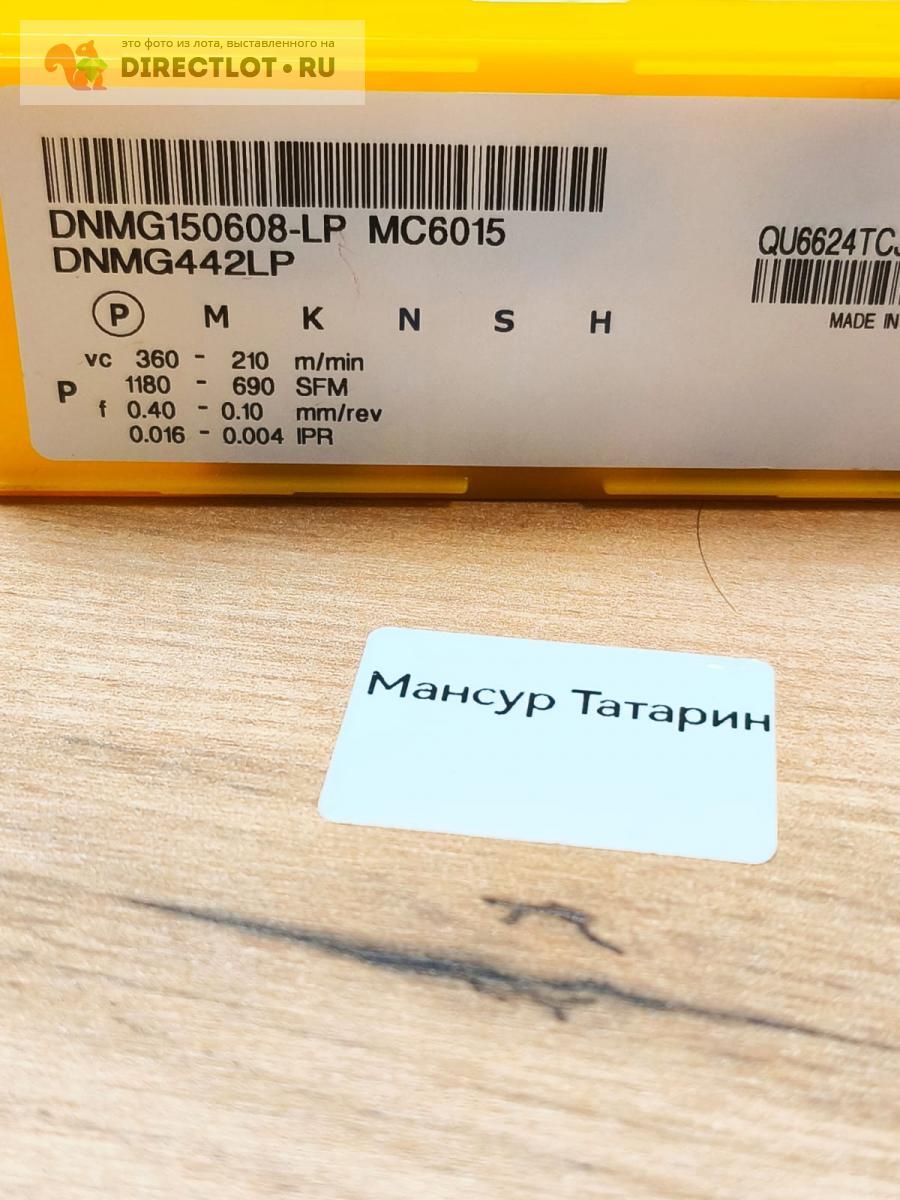 это фото из лота, выставленного на
DIRECTLOT•RU
DNMG150608-LP MC6015
DNMG442LP
QU6624TCJ
MADE IN
P M K N S H
vc 360 - 210 m/min
P 1180 - 690 SFM
f 0.40 - 0.10 mm/rev
0.016 - 0.004 IPR
Мансур Татарин